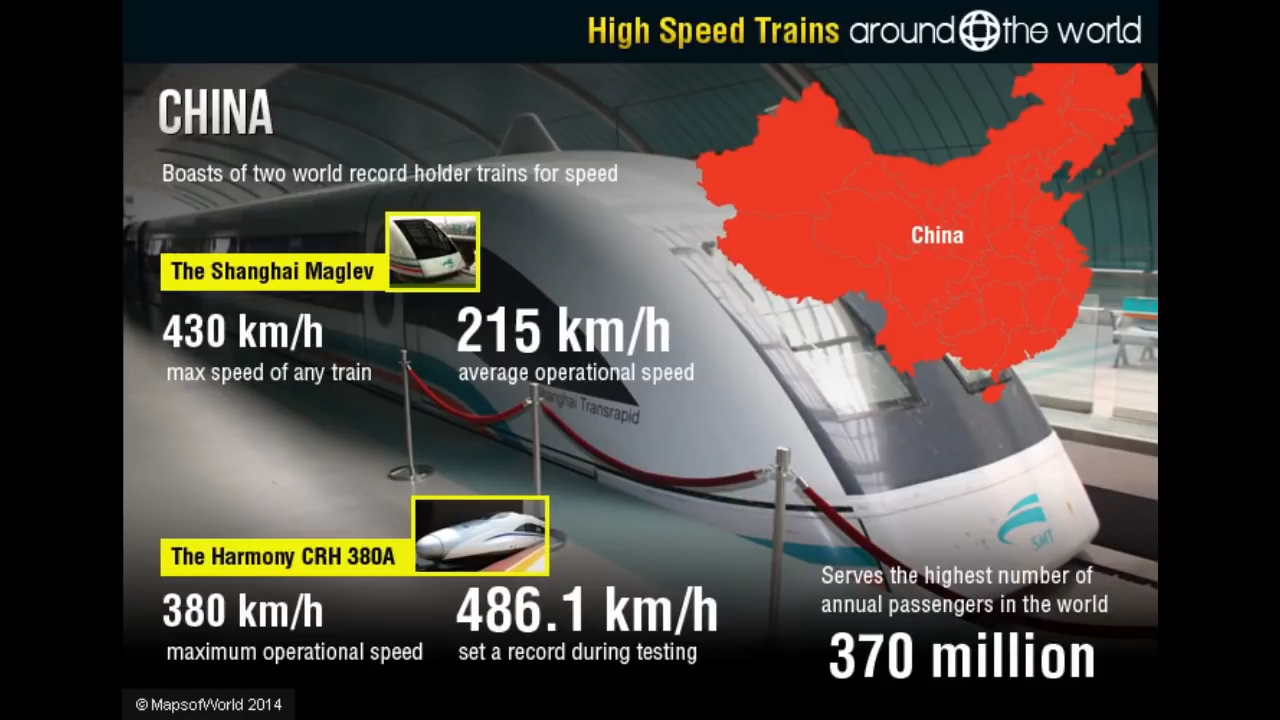 High Speed Trains around the world
CHINA
Boasts of two world record holder trains for speed
China
The Shanghai Maglev
430 km/h
max speed of any train
215 km/h
average operational speed
Shanghai Transrapid
SMT
The Harmony CRH 380A
380 km/h
maximum operational speed
486.1 km/h
set a record during testing
Serves the highest number of
annual passengers in the world
370 million
© MapsofWorld 2014